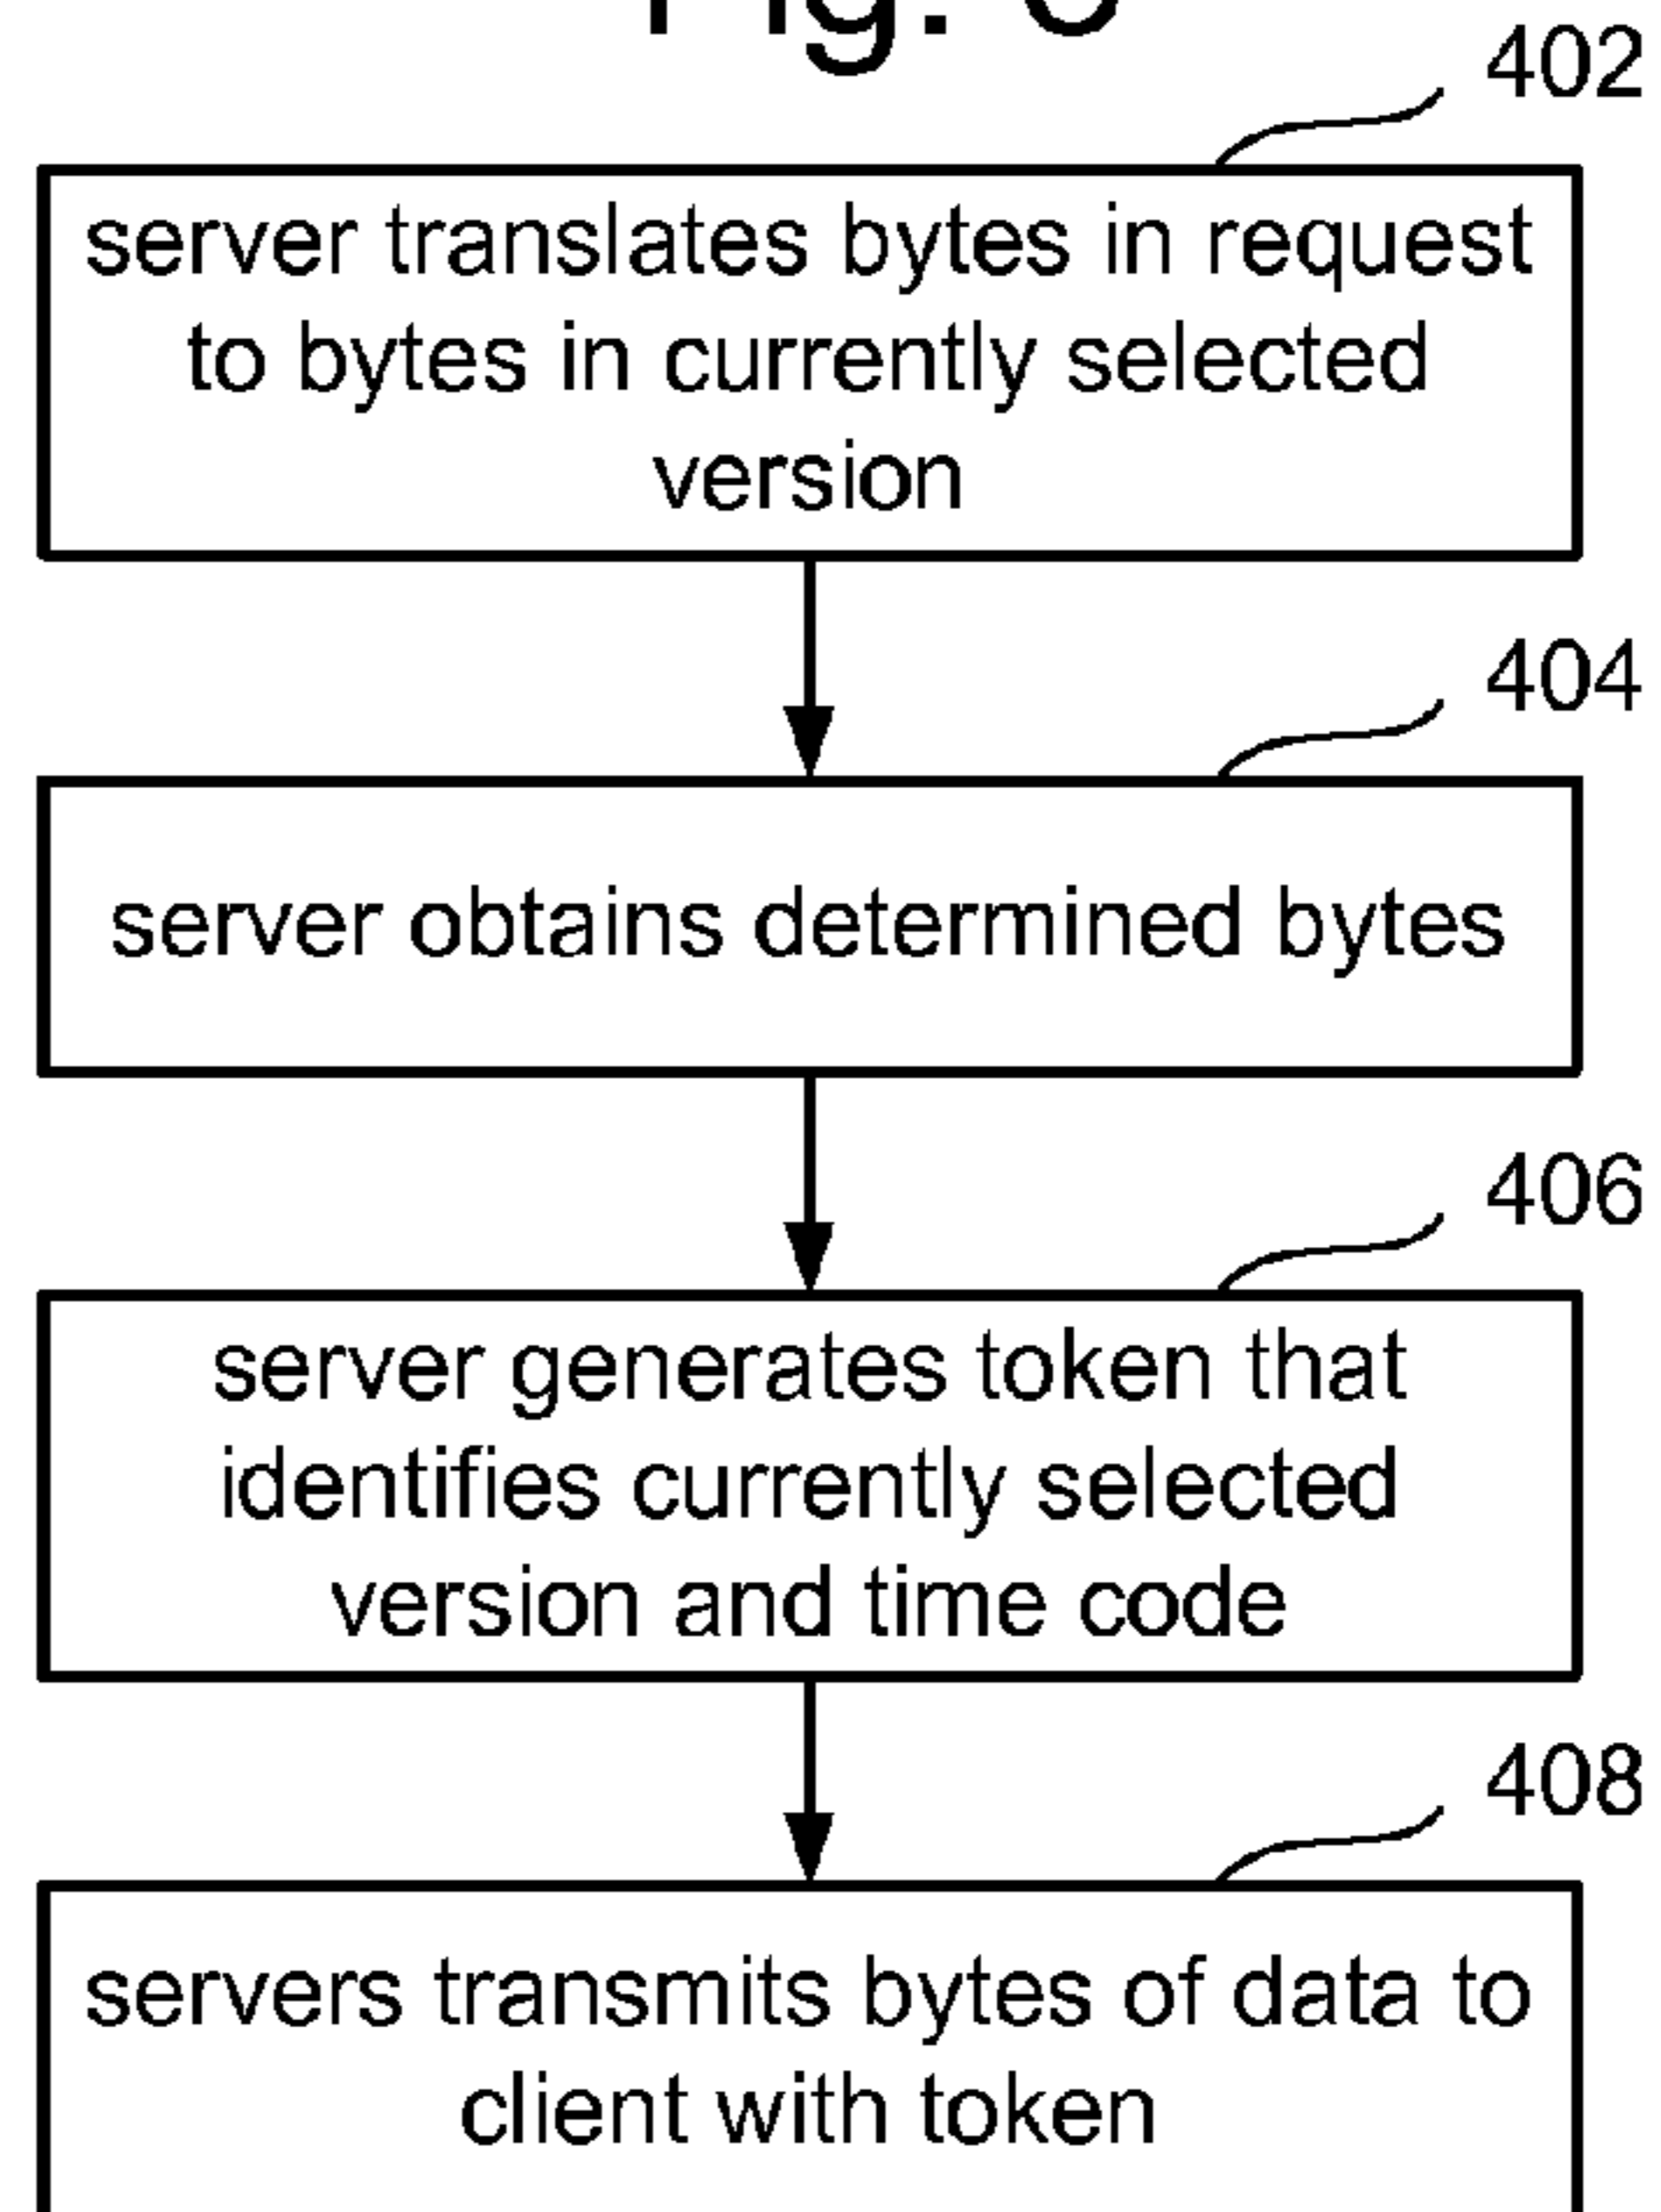 402
server translates bytes in request
to bytes in currently selected
version
404
server obtains determined bytes
406
server generates token that
identifies currently selected
version and time code
408
servers transmits bytes of data to
client with token